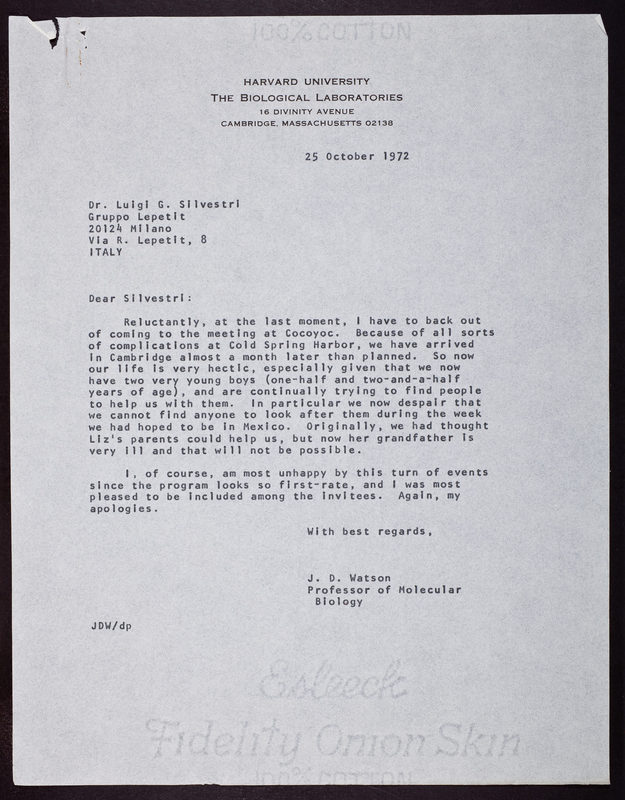 100% COTTON
HARVARD UNIVERSITY
THE BIOLOGICAL LABORATORIES
16 DIVINITY AVENUE
CAMBRIDGE, MASSACHUSETTS 02138
25 October 1972
Dr. Luigi G. Silvestri
Gruppo Lepetit
20124 Milano
Via R. Lepetit, 8
ITALY
Dear Silvestri:
Reluctantly, at the last moment, I have to back out
of coming to the meeting at Cocoyoc. Because of all sorts
of complications at Cold Spring Harbor, we have arrived
in Cambridge almost a month later than planned. So now
our life is very hectic, especially given that we now
have two very young boys (one-half and two-and-a-half
years of age), and are continually trying to find people
to help us with them. In particular we now despair that
we cannot find anyone to look after them during the week
we had hoped to be in Mexico. Originally, we had thought
Liz's parents could help us, but now her grandfather is
very ill and that will not be possible.
I, of course, am most unhappy by this turn of events
since the program looks so first-rate, and I was most
pleased to be included among the invitees. Again, my
apologies.
With best regards,
J. D. Watson
Professor of Molecular
Biology
JDW/dp
Esleeck
Fidelity Onion Skin
100% COTTON